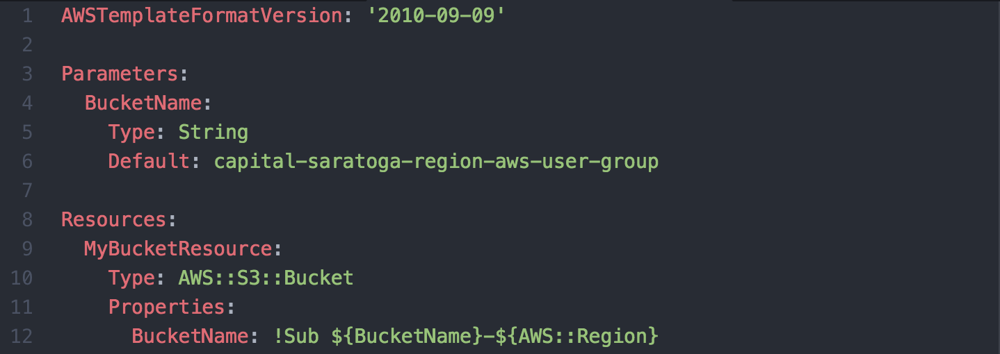 1 AWSTemplateFormatVersion: '2010-09-09'
2
3 Parameters:
4   BucketName:
5     Type: String
6     Default: capital-saratoga-region-aws-user-group
7
8 Resources:
9   MyBucketResource:
10     Type: AWS::S3::Bucket
11     Properties:
12       BucketName: !Sub ${BucketName}-${AWS::Region}